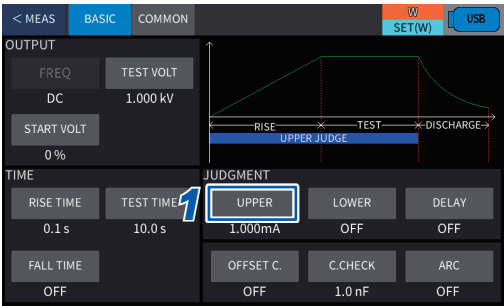 < MEAS BASIC COMMON W SET(W) USB
OUTPUT
FREQ TEST VOLT
DC 1.000 kV
START VOLT
0 %
RISE TEST DISCHARGE
UPPER JUDGE
TIME
RISE TIME TEST TIME
0.1 s 10.0 s
FALL TIME
OFF
JUDGMENT
1
UPPER LOWER DELAY
1.000mA OFF OFF
OFFSET C. C.CHECK ARC
OFF 1.0 nF OFF